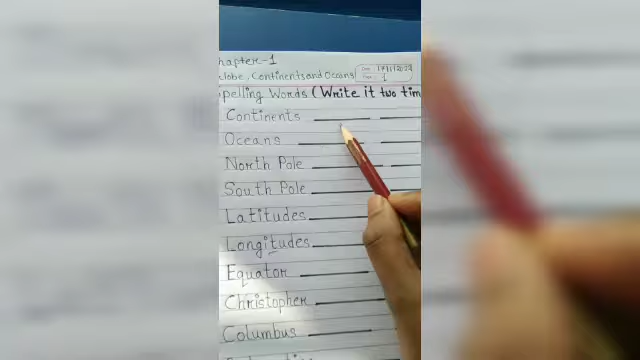 hapter-1
lobe, Continents and Oceans
pelling Words (Write it two tim
Continents
Oceans
North Pole
South Pole
Latitudes
Longitudes
Equator
Christopher
Columbus